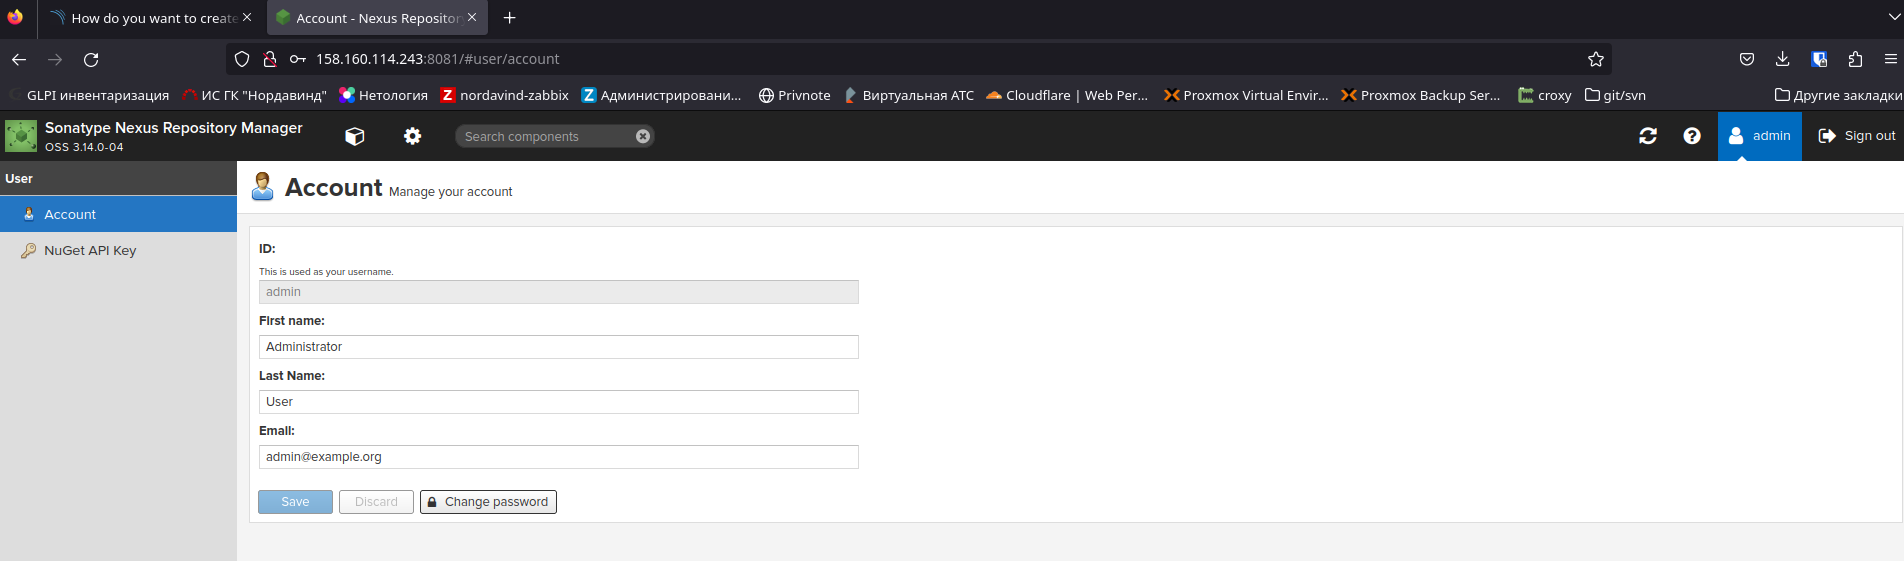 How do you want to create
Account - Nexus Repository
158.160.114.243:8081/#user/account
GLPI инвентаризация ИС ГК "Нордавинд" Нетология nordavind-zabbix Администрировани... Privnote Виртуальная АТС Cloudflare | Web Per... Proxmox Virtual Envir... Proxmox Backup Ser... croxy git/svn Другие закладки
Sonatype Nexus Repository Manager
OSS 3.14.0-04
Search components
admin
Sign out
User
Account
NuGet API Key
Account Manage your account
ID:
This is used as your username.
admin
First name:
Administrator
Last Name:
User
Email:
admin@example.org
Save Discard Change password